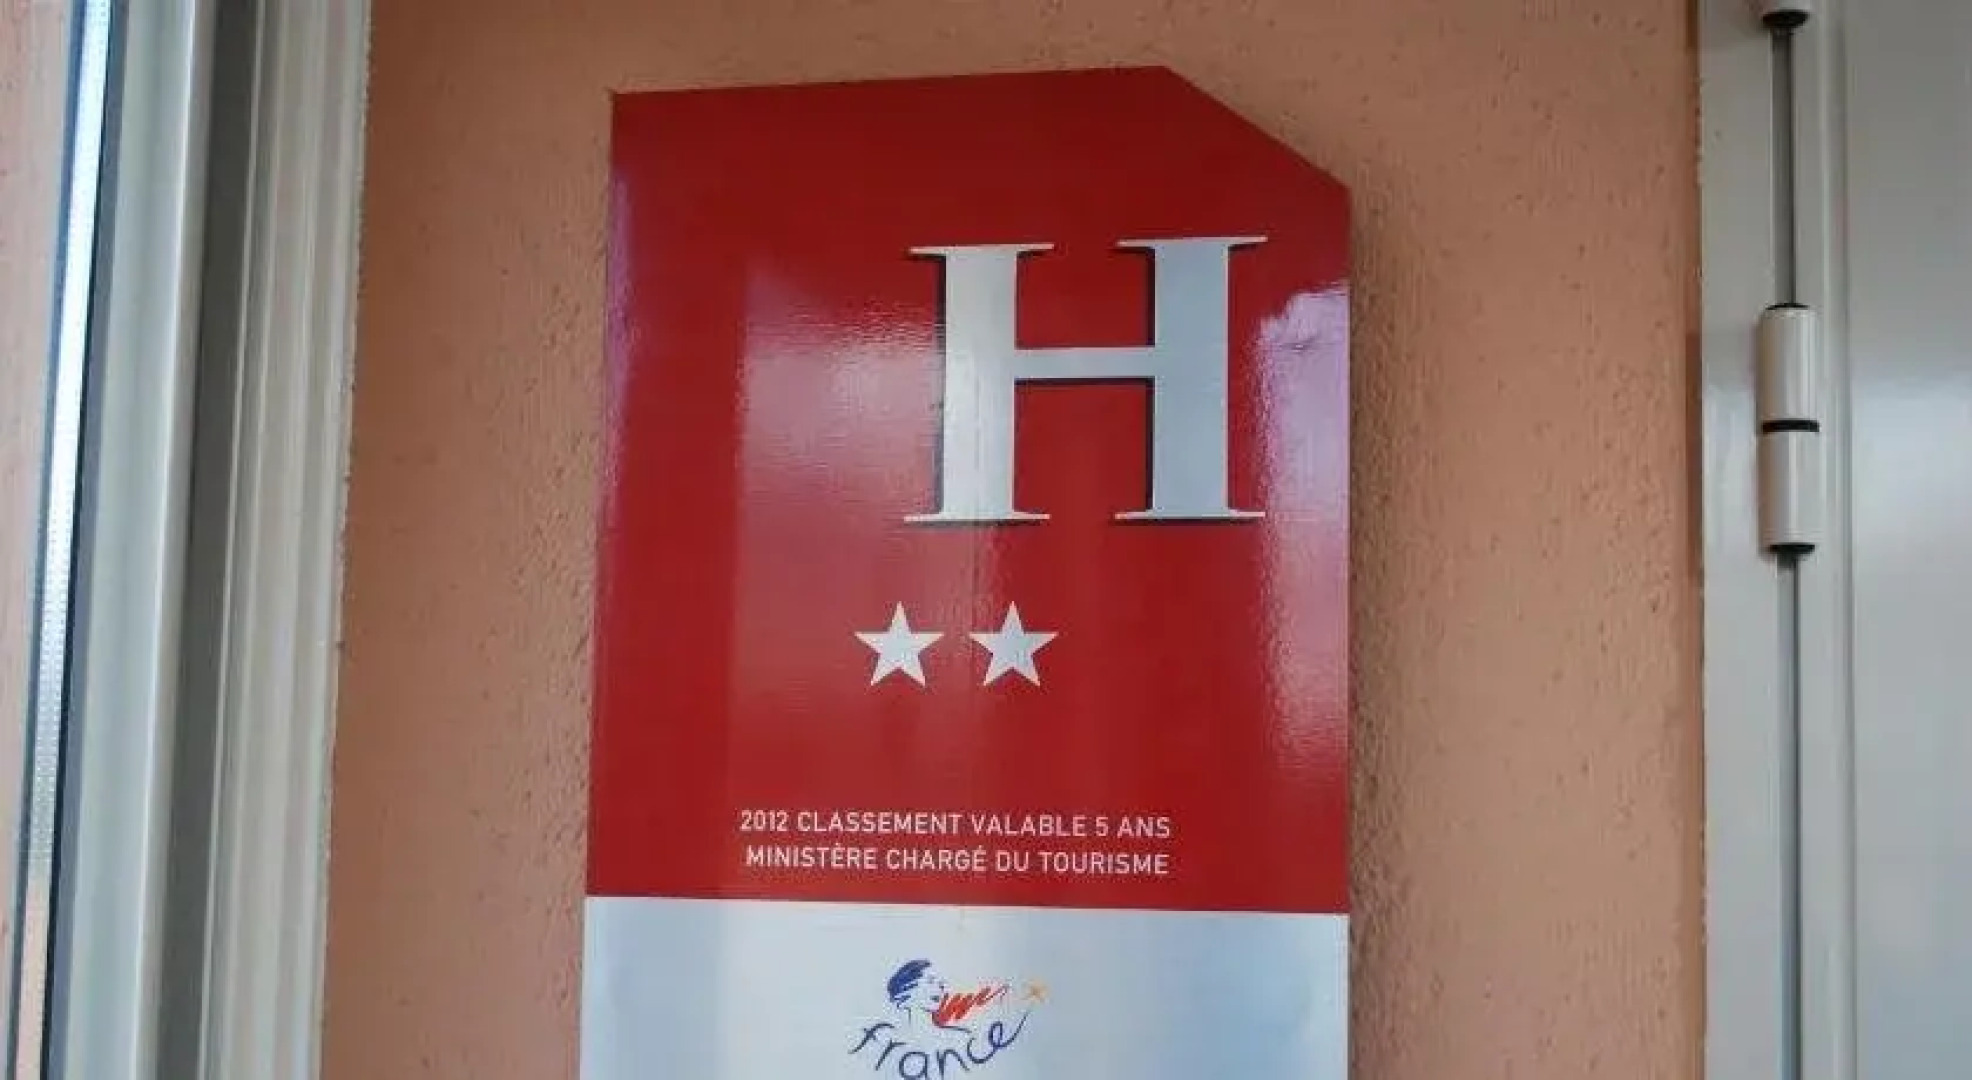 H
2012 CLASSEMENT VALABLE 5 ANS
MINISTÈRE CHARGÉ DU TOURISME
france